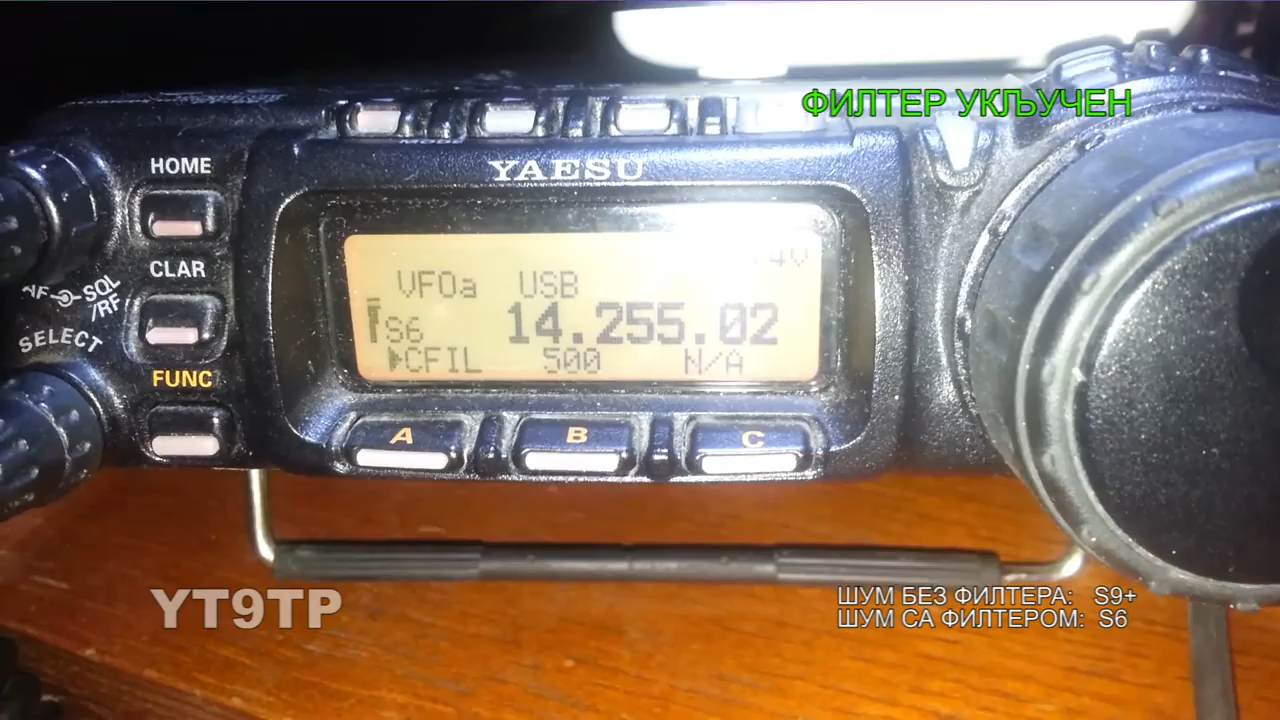 ФИЛТЕР УКЉУЧЕН
HOME
YAESU
CLAR
SQL
/RF
SELECT
FUNC
4V
VFOa USB
S6 14.255.02
▶CFIL 500 N/A
A B C
YT9TP
ШУМ БЕЗ ФИЛТЕРА: S9+
ШУМ СА ФИЛТЕРОМ: S6